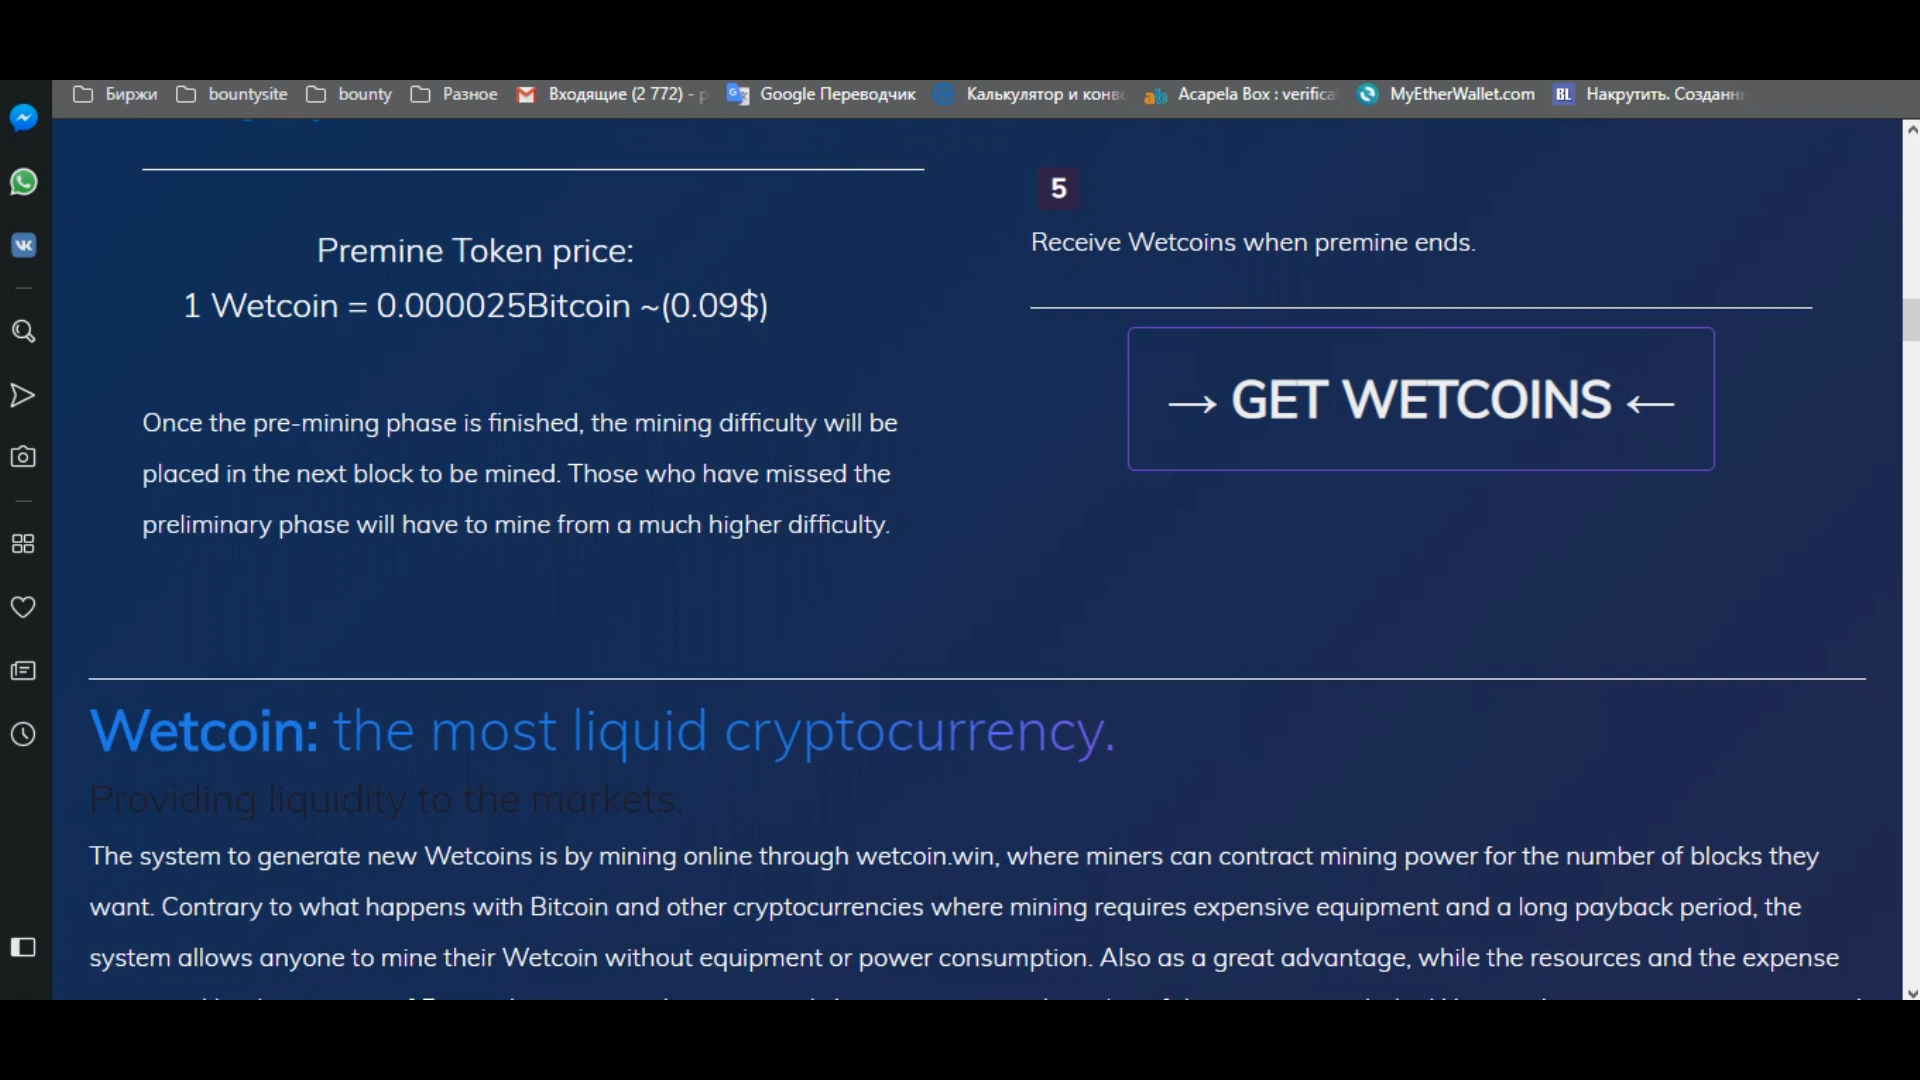 Биржи bountysite bounty Разное Входящие (2 772) - Google Переводчик Калькулятор и Acapela Box : MyEtherWallet.com BL Накрутить.
5
Premine Token price:
Receive Wetcoins when premine ends.
1 Wetcoin = 0.000025Bitcoin ~(0.09$)
→ GET WETCOINS ←
Once the pre-mining phase is finished, the mining difficulty will be
placed in the next block to be mined. Those who have missed the
preliminary phase will have to mine from a much higher difficulty.
Wetcoin: the most liquid cryptocurrency.
Providing liquidity to the markets.
The system to generate new Wetcoins is by mining online through wetcoin.win, where miners can contract mining power for the number of blocks they
want. Contrary to what happens with Bitcoin and other cryptocurrencies where mining requires expensive equipment and a long payback period, the
system allows anyone to mine their Wetcoin without equipment or power consumption. Also as a great advantage, while the resources and the expense